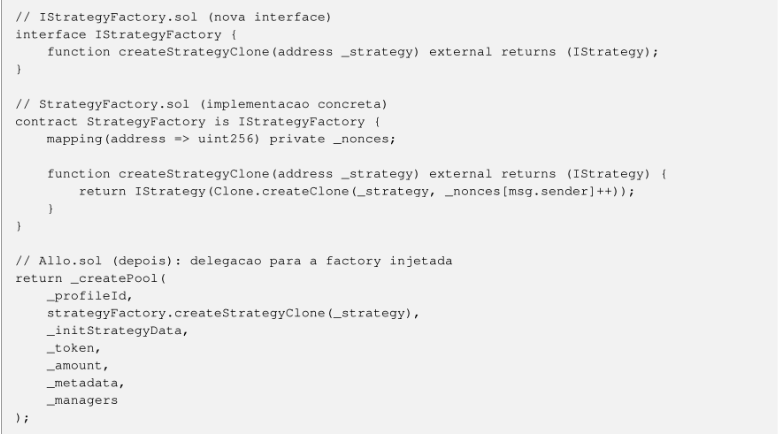 // IStrategyFactory.sol (nova interface)
interface IStrategyFactory {
    function createStrategyClone(address _strategy) external returns (IStrategy);
}

// StrategyFactory.sol (implementacao concreta)
contract StrategyFactory is IStrategyFactory {
    mapping(address => uint256) private _nonces;

    function createStrategyClone(address _strategy) external returns (IStrategy) {
        return IStrategy(Clone.createClone(_strategy, _nonces[msg.sender]++));
    }
}

// Allo.sol (depois): delegacao para a factory injetada
return _createPool(
    _profileId,
    strategyFactory.createStrategyClone(_strategy),
    _initStrategyData,
    _token,
    _amount,
    _metadata,
    _managers
);